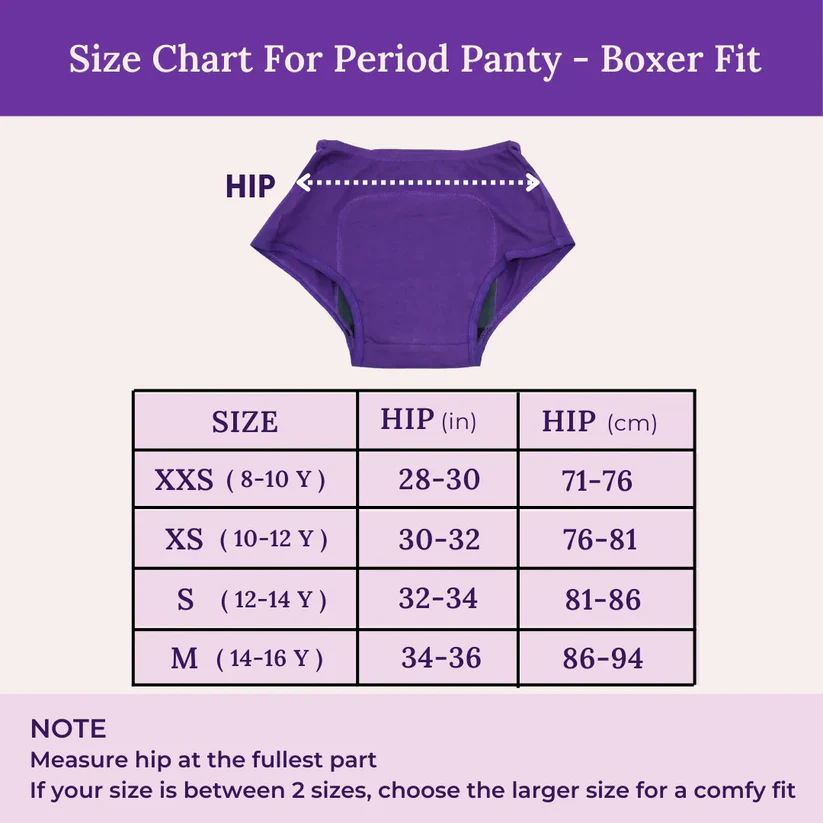 Size Chart For Period Panty - Boxer Fit
HIP
SIZE HIP (in) HIP (cm)
XXS ( 8-10 Y ) 28-30 71-76
XS ( 10-12 Y ) 30-32 76-81
S ( 12-14 Y ) 32-34 81-86
M ( 14-16 Y ) 34-36 86-94
NOTE
Measure hip at the fullest part
If your size is between 2 sizes, choose the larger size for a comfy fit